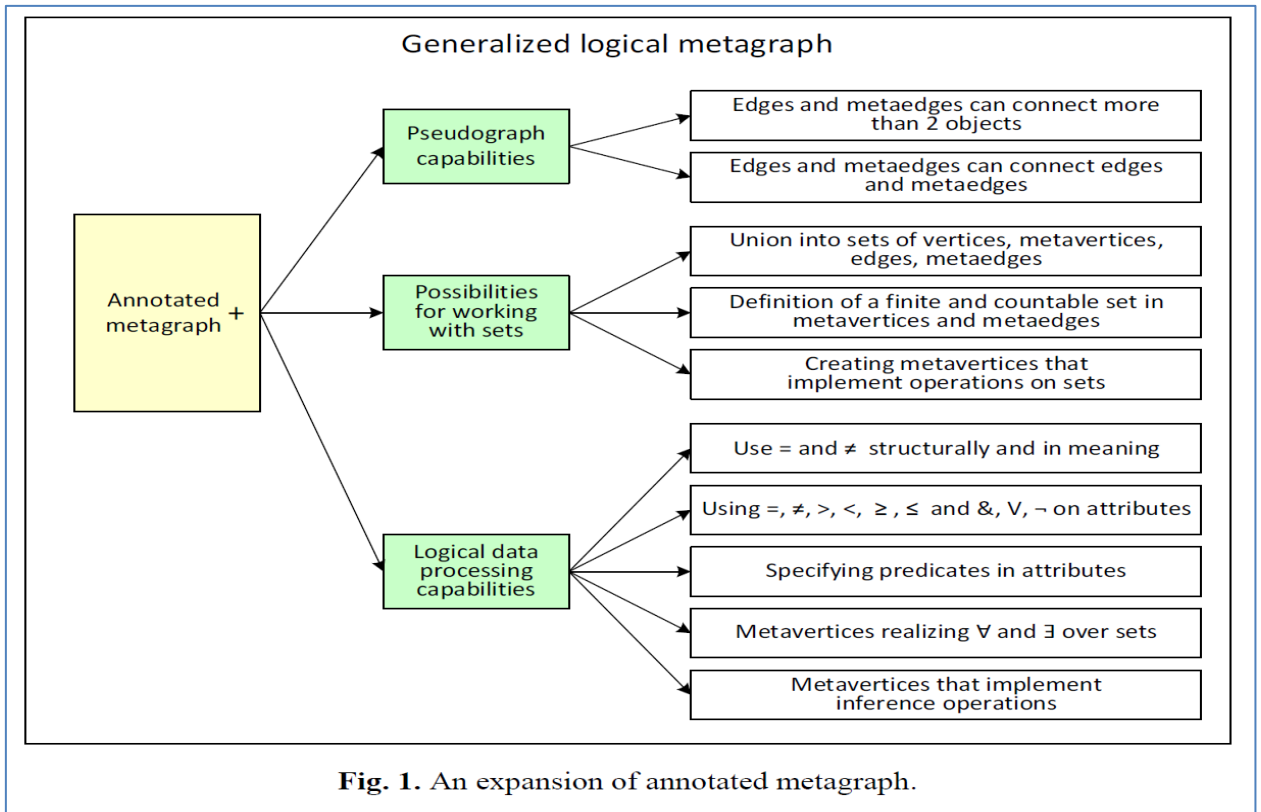 Generalized logical metagraph
Annotated
metagraph +
Pseudograph
capabilities
Edges and metaedges can connect more
than 2 objects
Edges and metaedges can connect edges
and metaedges
Possibilities
for working
with sets
Union into sets of vertices, metavertices,
edges, metaedges
Definition of a finite and countable set in
metavertices and metaedges
Creating metavertices that
implement operations on sets
Logical data
processing
capabilities
Use = and ≠ structurally and in meaning
Using =, ≠, >, <, ≥ , ≤ and &, V, ¬ on attributes
Specifying predicates in attributes
Metavertices realizing ∀ and ∃ over sets
Metavertices that implement
inference operations
Fig. 1. An expansion of annotated metagraph.